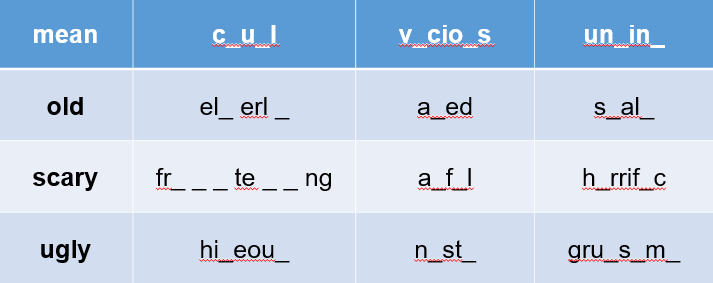 mean c_u_l v_cio_s un_in_
old el_ erl _ a_ed s_al_
scary fr_ _ _ te _ _ ng a_f_l h_rrif_c
ugly hi_eou_ n_st_ gru_s_m_